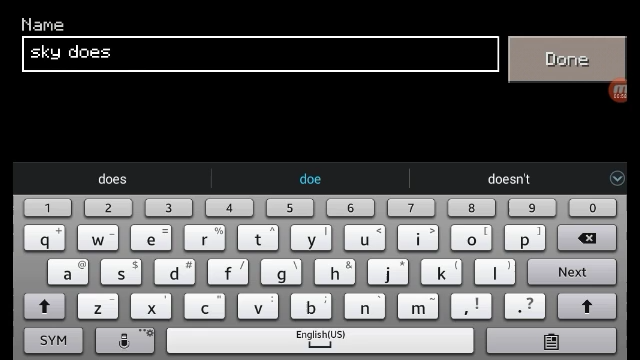 Name
sky does
Done
does doe doesn't
1 2 3 4 5 6 7 8 9 0
q + w _ e = r % t ^ y | u < i > o [ p ]
a @ s $ d # f / g \ h & j * k ( l ) Next
z - x ' c " v : b ; n ` m ~ , ! . ?
SYM English(US)